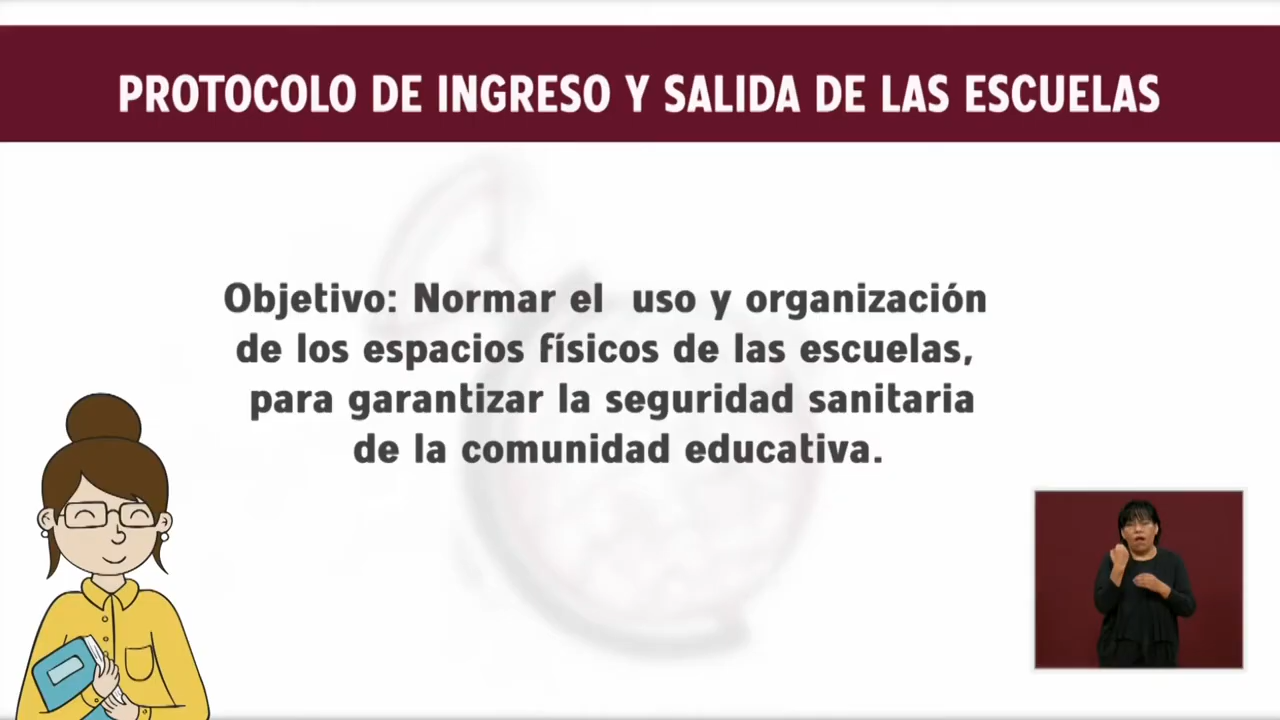 PROTOCOLO DE INGRESO Y SALIDA DE LAS ESCUELAS
Objetivo: Normar el uso y organización
de los espacios físicos de las escuelas,
para garantizar la seguridad sanitaria
de la comunidad educativa.